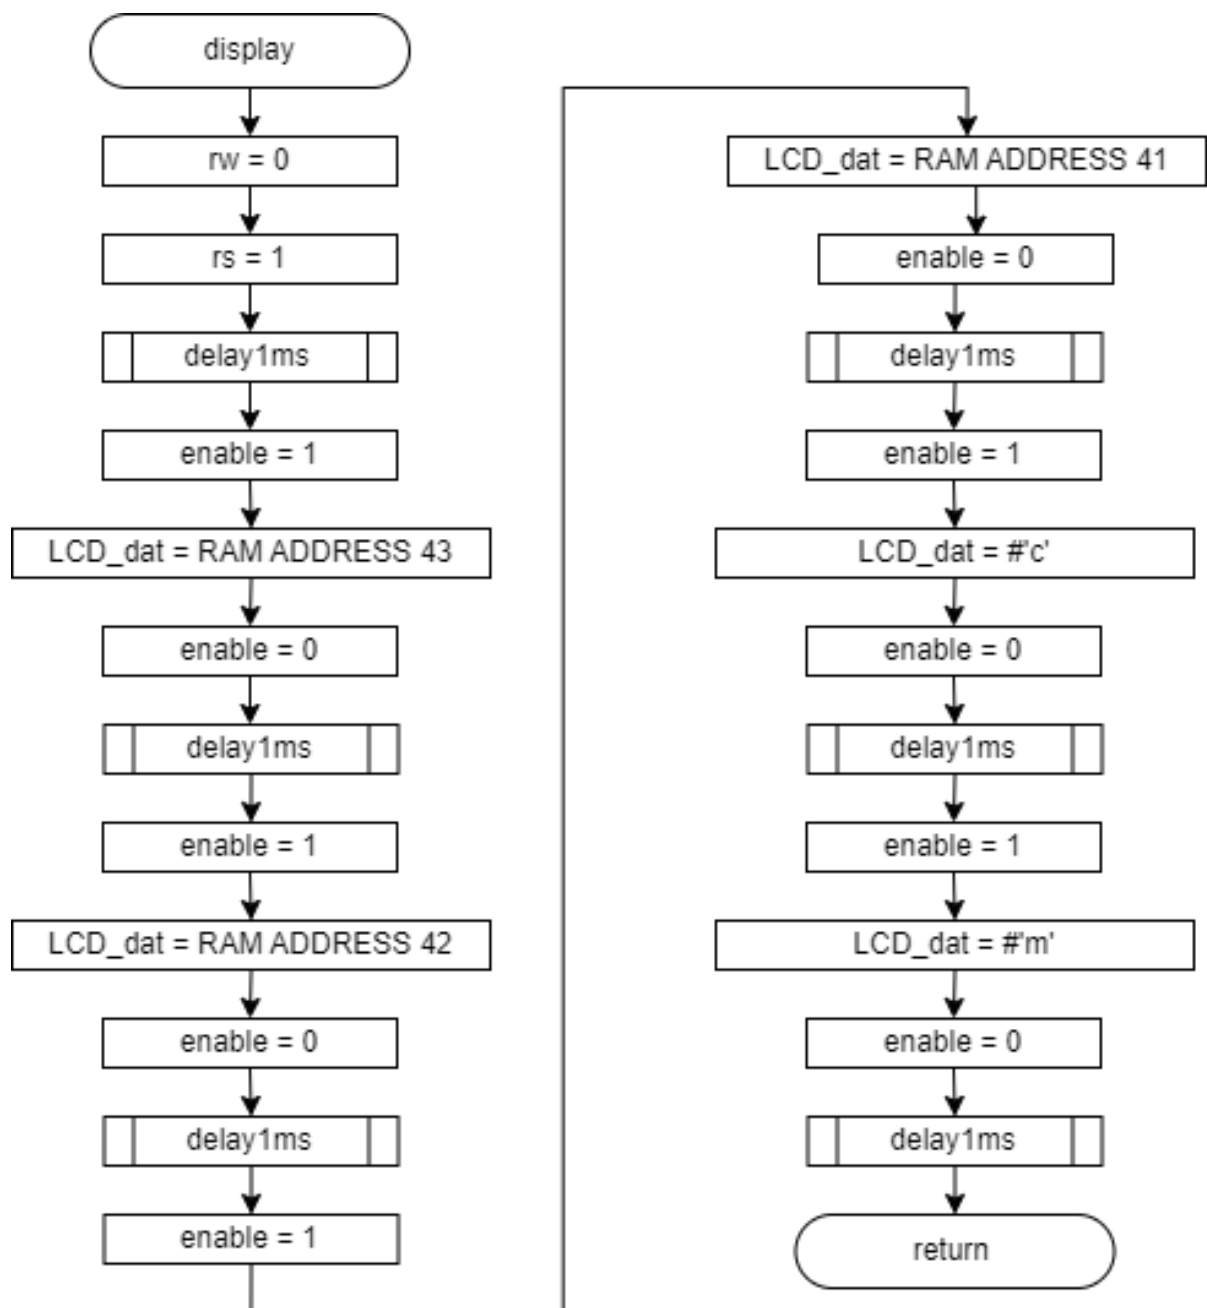 display
rw = 0
rs = 1
delay1ms
enable = 1
LCD_dat = RAM ADDRESS 43
enable = 0
delay1ms
enable = 1
LCD_dat = RAM ADDRESS 42
enable = 0
delay1ms
enable = 1
LCD_dat = RAM ADDRESS 41
enable = 0
delay1ms
enable = 1
LCD_dat = #'c'
enable = 0
delay1ms
enable = 1
LCD_dat = #'m'
enable = 0
delay1ms
return